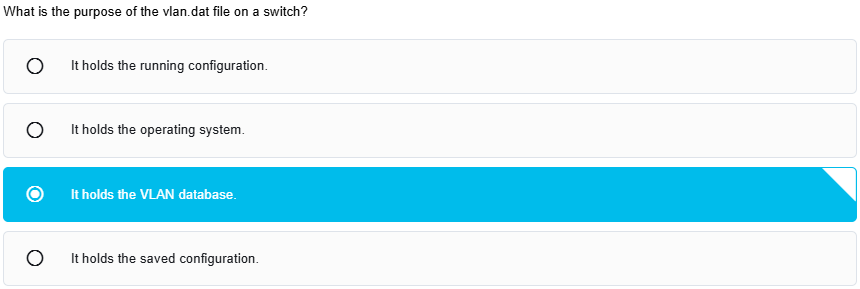 What is the purpose of the vlan.dat file on a switch?
It holds the running configuration.
It holds the operating system.
It holds the VLAN database.
It holds the saved configuration.